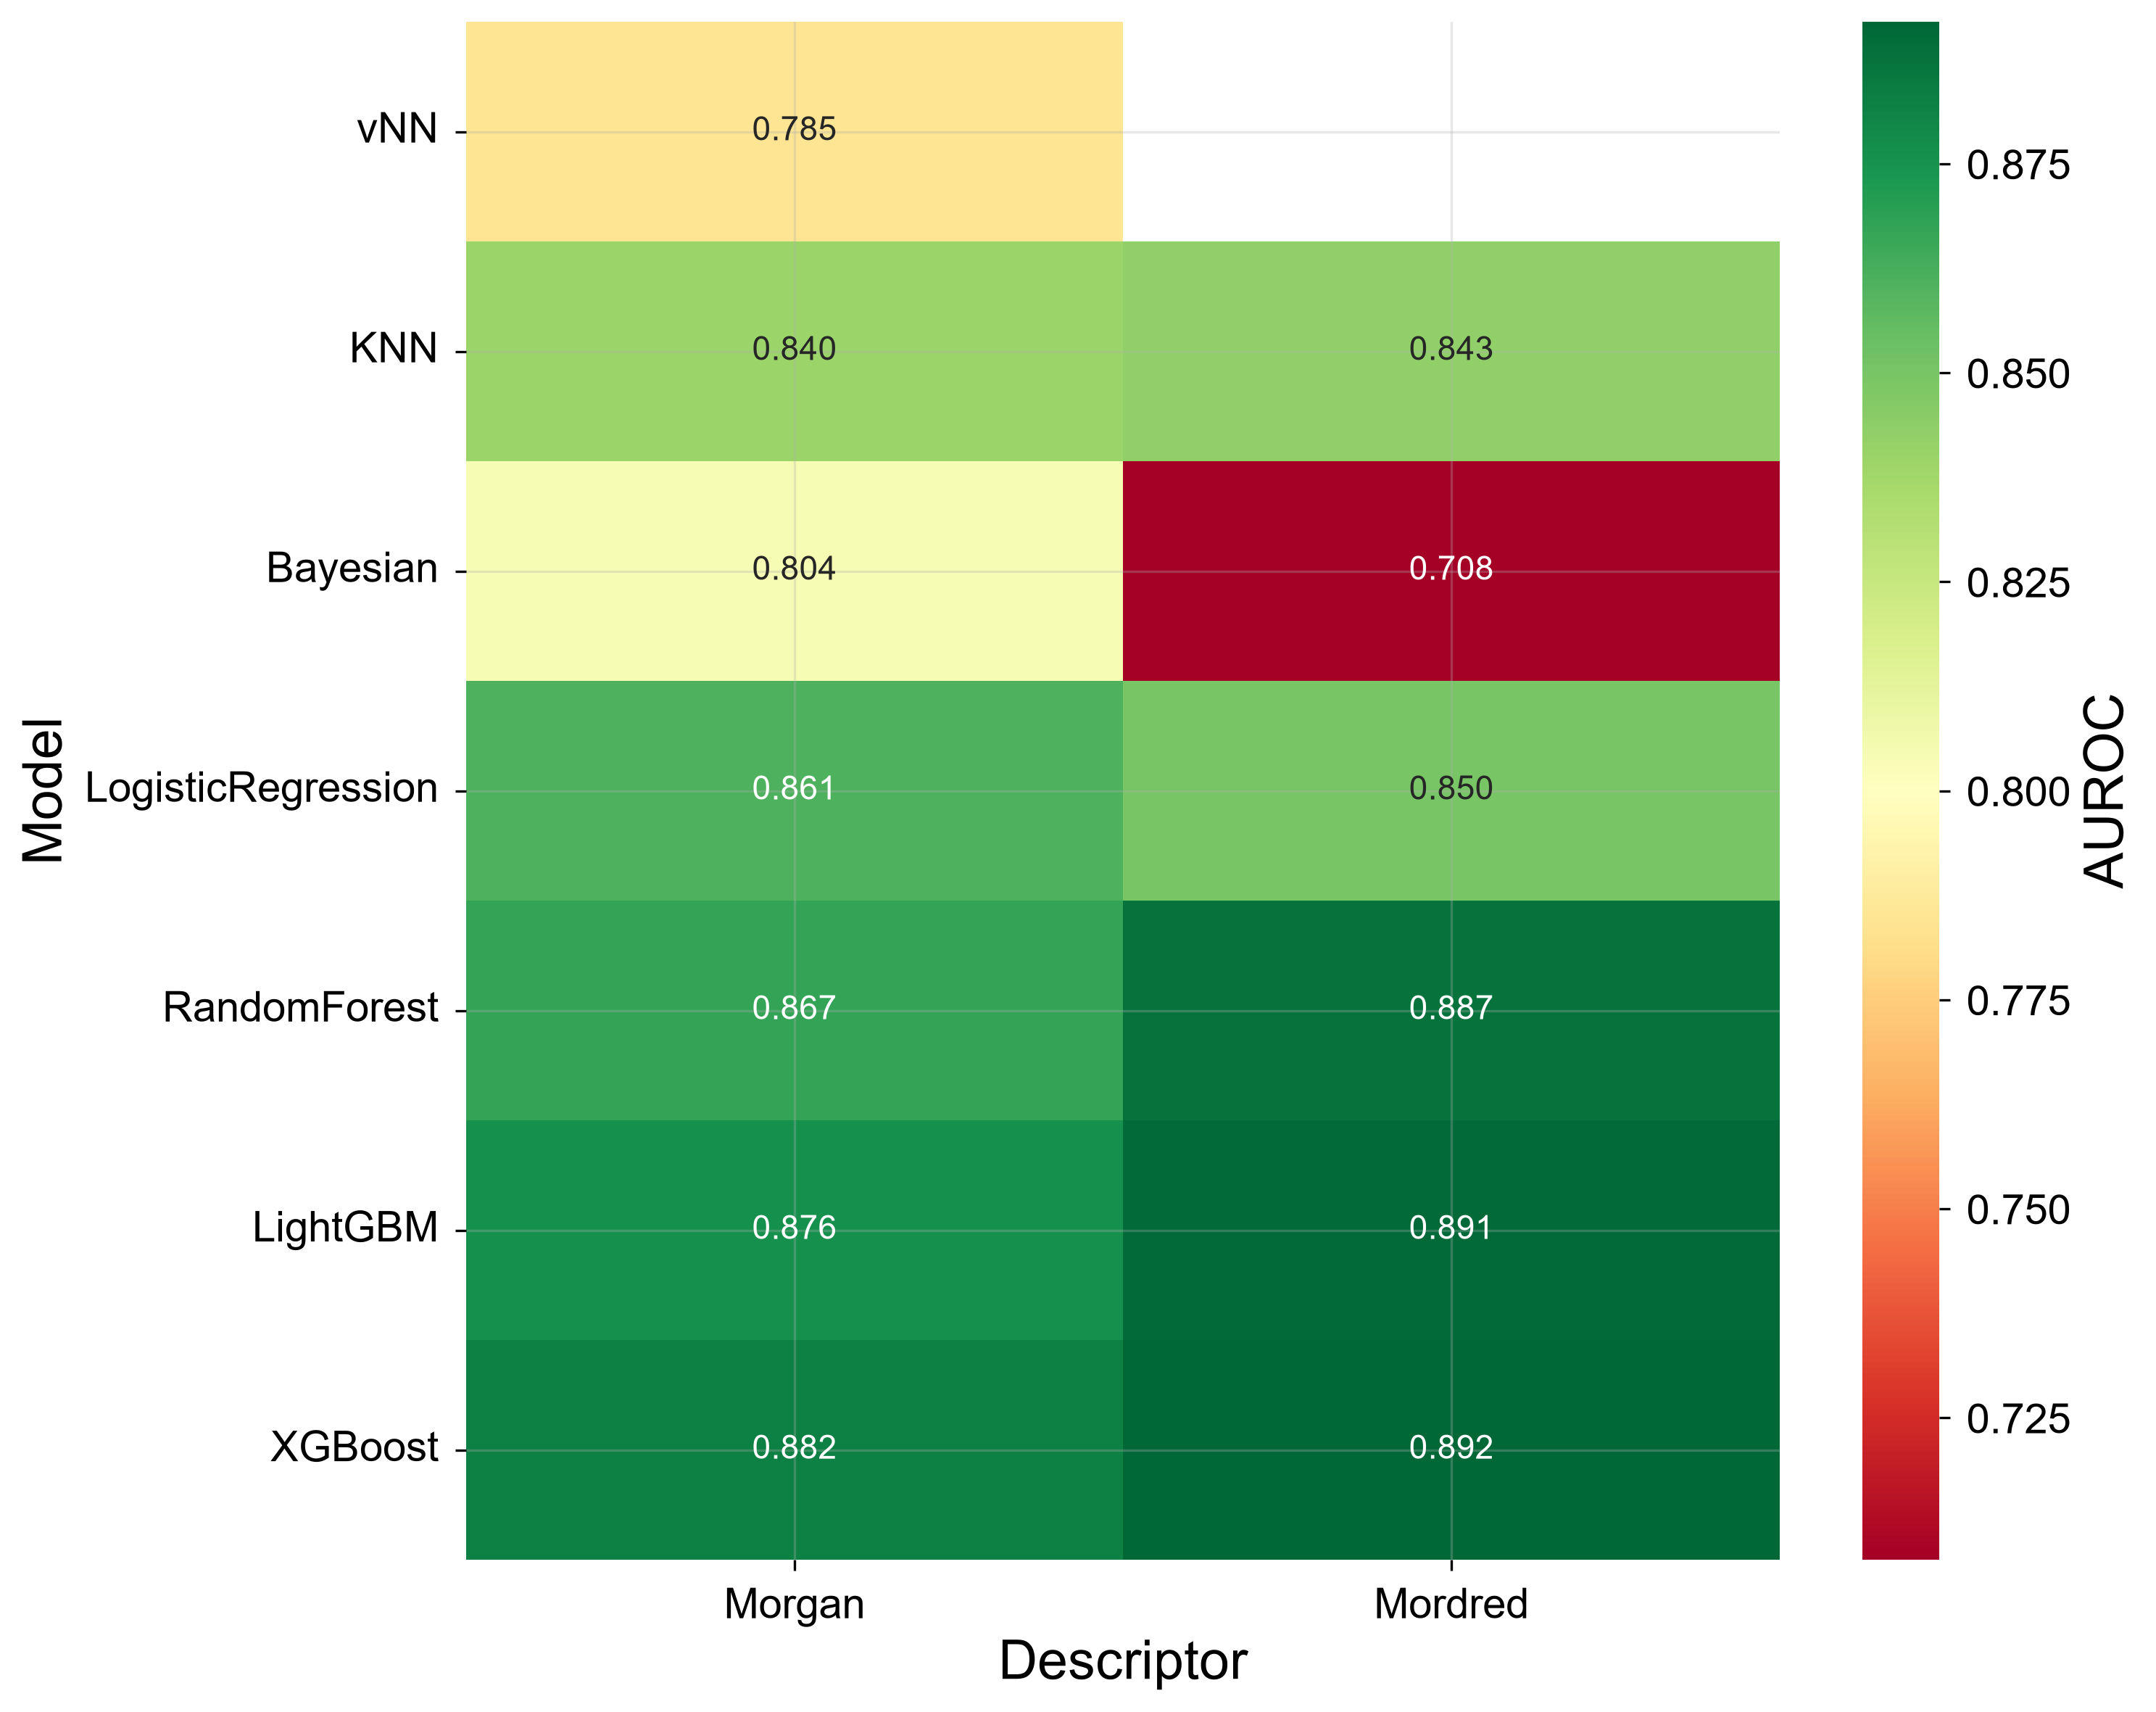 vNN 0.785
KNN 0.840 0.843
Bayesian 0.804 0.708
LogisticRegression 0.861 0.850
RandomForest 0.867 0.887
LightGBM 0.876 0.891
XGBoost 0.882 0.892
Morgan Mordred
Descriptor
Model
0.875
0.850
0.825
0.800
0.775
0.750
0.725
AUROC